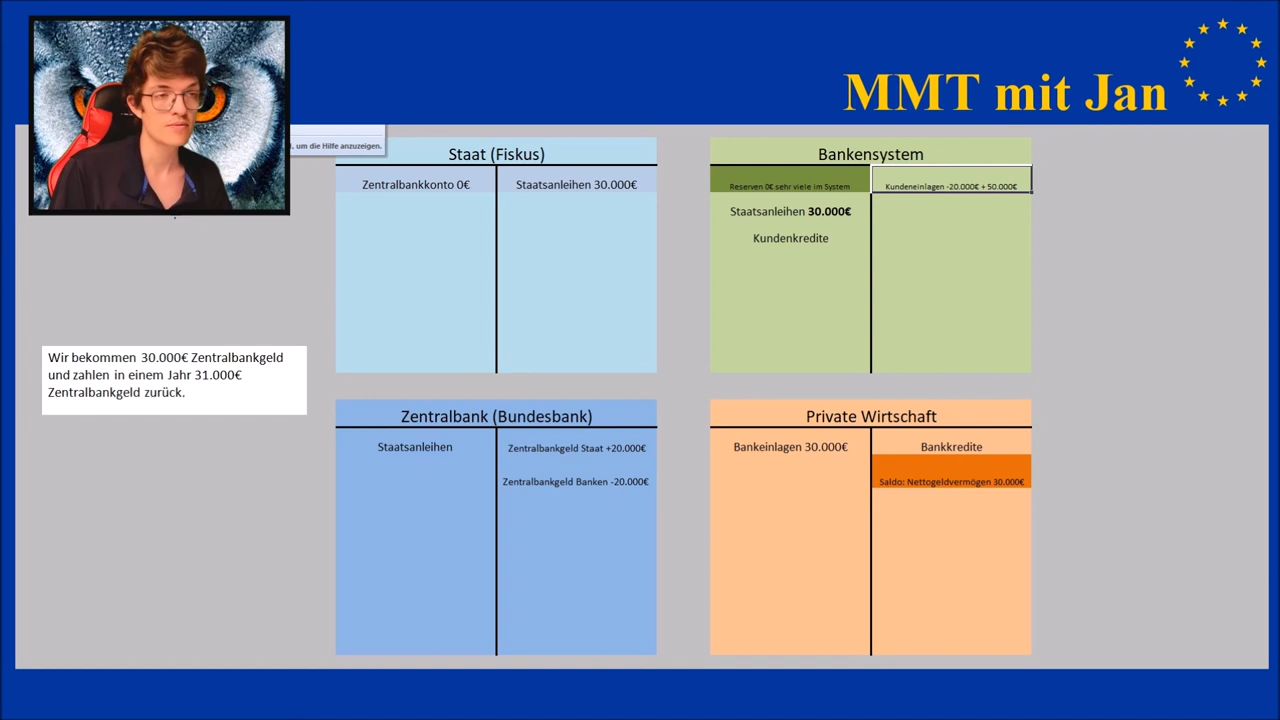 MMT mit Jan
, um die Hilfe anzuzeigen.
Staat (Fiskus)
Zentralbankkonto 0€
Staatsanleihen 30.000€
Bankensystem
Reserven 0€ sehr viele im System
Kundeneinlagen -20.000€ + 50.000€
Staatsanleihen 30.000€
Kundenkredite
Wir bekommen 30.000€ Zentralbankgeld
und zahlen in einem Jahr 31.000€
Zentralbankgeld zurück.
Zentralbank (Bundesbank)
Staatsanleihen
Zentralbankgeld Staat +20.000€
Zentralbankgeld Banken -20.000€
Private Wirtschaft
Bankeinlagen 30.000€
Bankkredite
Saldo: Nettogeldvermögen 30.000€